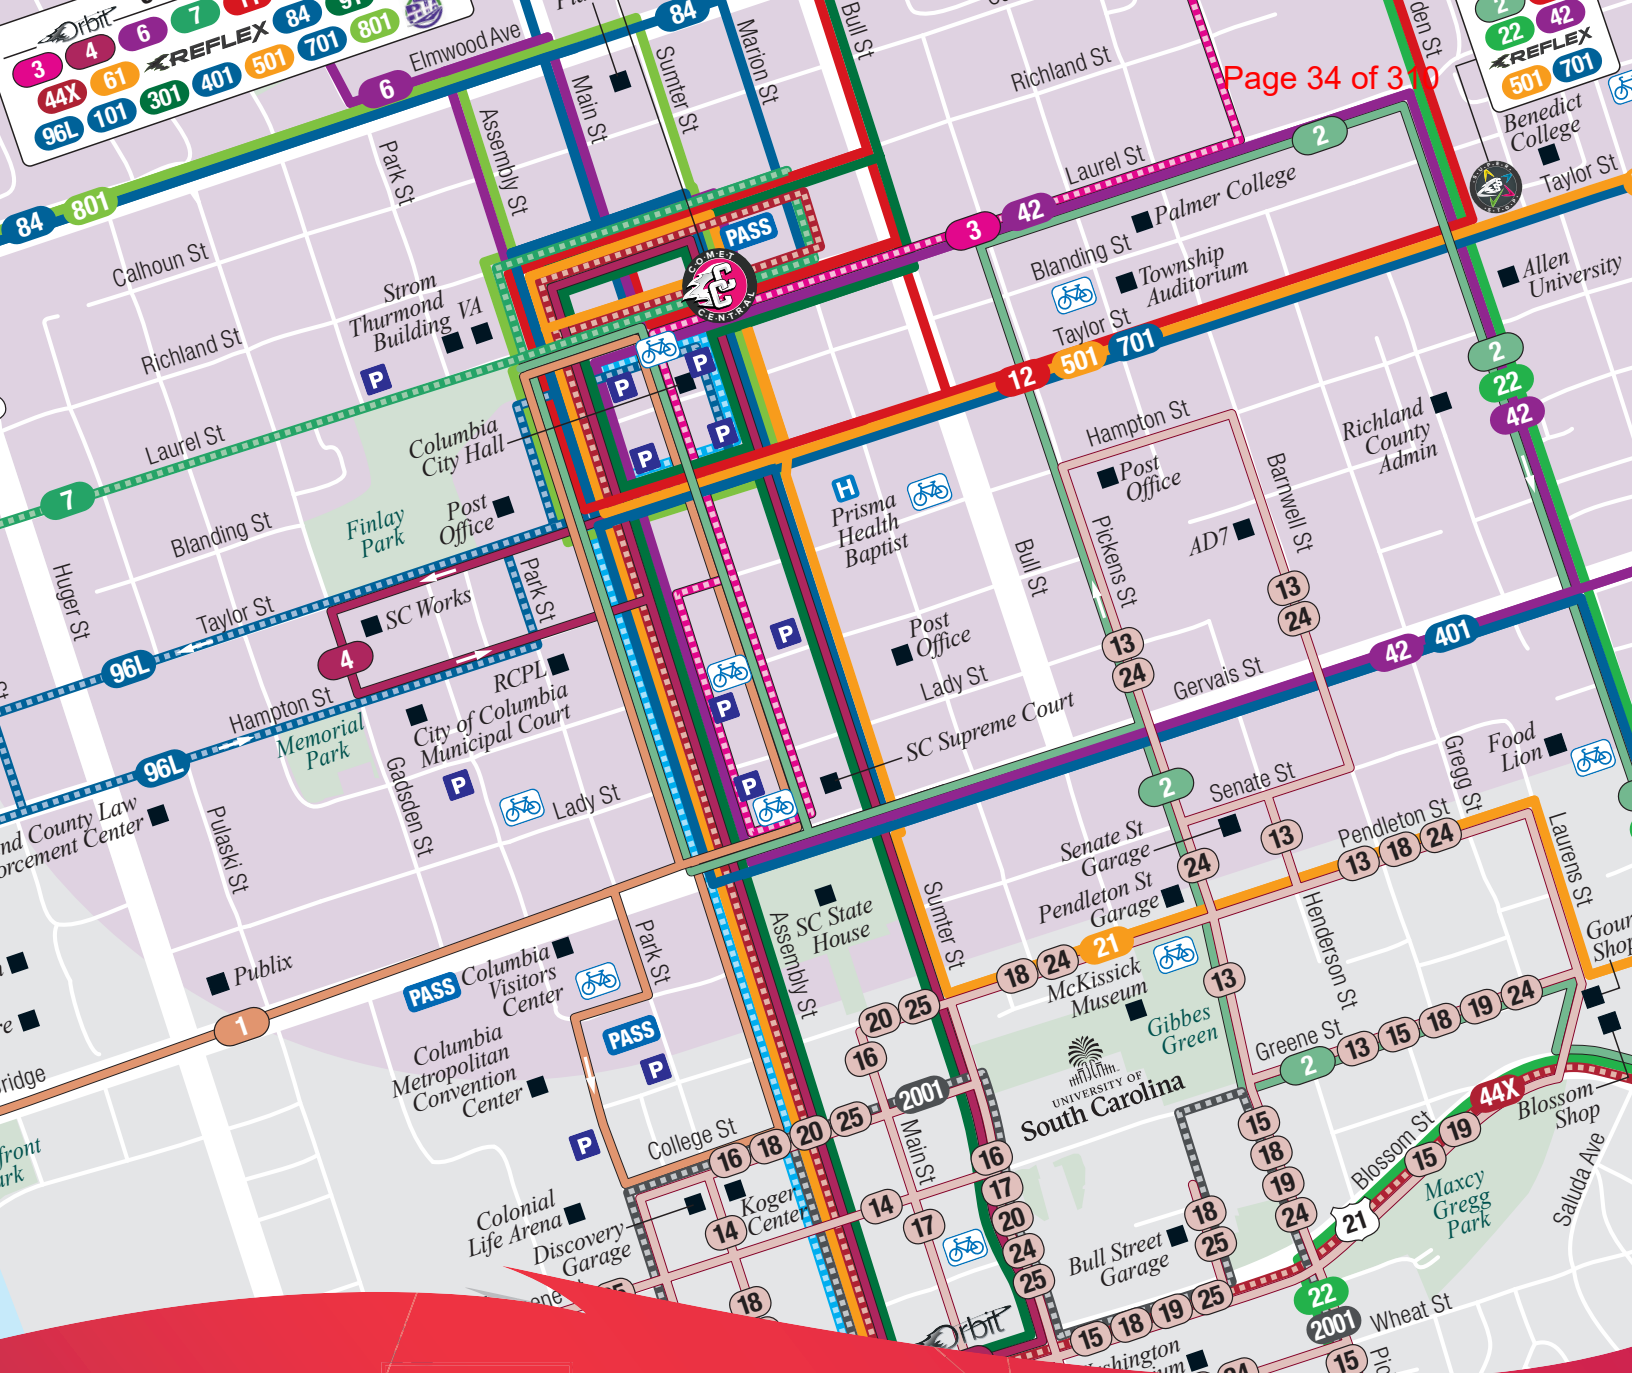 Orbit
3
4
6
7
44X
61
REFLEX
84
96L
101
301
401
501
701
801
6
Elmwood Ave
84
Main St
Sumter St
Marion St
Bull St
Richland St
Page 34 of 310
2
22
42
REFLEX
501
701
Benedict
College
Taylor St
Park St
Assembly St
84
801
Calhoun St
Laurel St
2
Palmer College
3
42
PASS
COMET
CENTRAL
Blanding St
Township
Auditorium
Allen
University
Strom
Thurmond
Building
VA
Richland St
P
Taylor St
12
501
701
2
22
42
P
P
P
P
Columbia
City Hall
Laurel St
7
Hampton St
Richland
County
Admin
Post
Office
Barnwell St
H
Prisma
Health
Baptist
Post
Office
Finlay
Park
Blanding St
AD7
Pickens St
Bull St
Huger St
Park St
Taylor St
SC Works
13
24
P
Post
Office
96L
4
13
24
42
401
RCPL
Hampton St
City of Columbia
Municipal Court
Memorial
Park
P
Lady St
Gervais St
SC Supreme Court
Food
Lion
96L
P
Gadsden St
Lady St
P
2
Senate St
Gregg St
Pulaski St
Senate St
Garage
13
Pendleton St
13
18
24
Laurens St
24
Pendleton St
Garage
SC State
House
Sumter St
Assembly St
Henderson St
Publix
PASS
Columbia
Visitors
Center
Park St
18
24
21
McKissick
Museum
13
Gibbes
Green
20
25
1
PASS
P
Columbia
Metropolitan
Convention
Center
16
2001
Greene St
2
13
15
18
19
24
UNIVERSITY OF
South Carolina
44X
Blossom
Shop
P
College St
16
18
20
25
Main St
15
18
19
24
Blossom St
15
19
21
Maxcy
Gregg
Park
Saluda Ave
16
17
20
24
25
Colonial
Life Arena
Discovery
Garage
Koger
Center
14
14
17
18
25
Bull Street
Garage
18
Orbit
15
18
19
25
22
2001
Wheat St
15